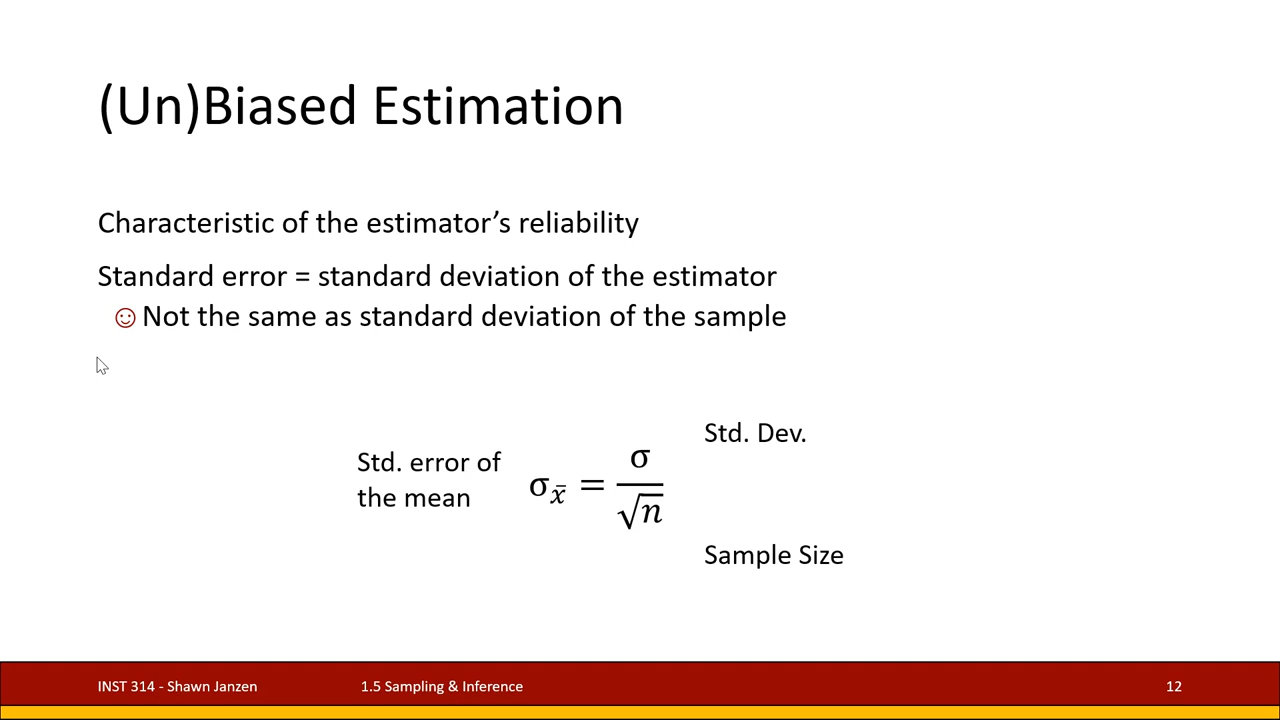 (Un)Biased Estimation
Characteristic of the estimator’s reliability
Standard error = standard deviation of the estimator
☺Not the same as standard deviation of the sample
Std. error of
the mean
σ_x̄ = σ/√n
Std. Dev.
Sample Size
INST 314 - Shawn Janzen
1.5 Sampling & Inference
12